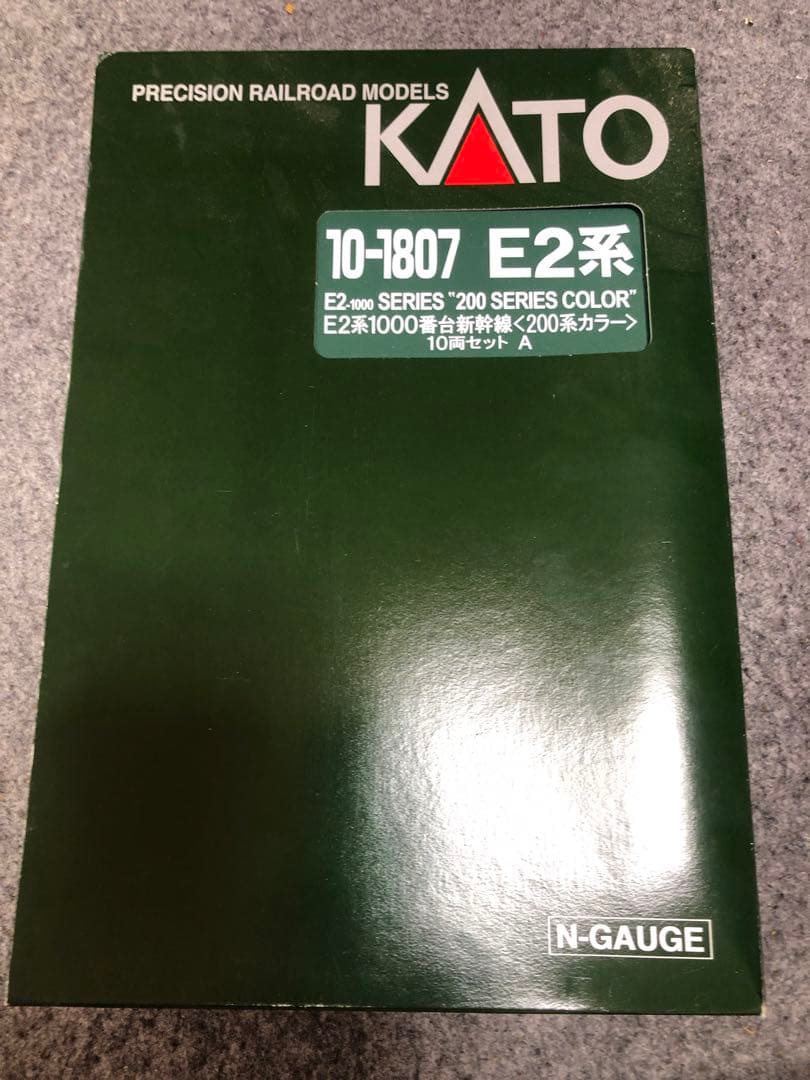 PRECISION RAILROAD MODELS
KATO
10-1807 E2系
E2-1000 SERIES "200 SERIES COLOR"
E2系1000番台新幹線<200系カラー>
10両セット A
N-GAUGE